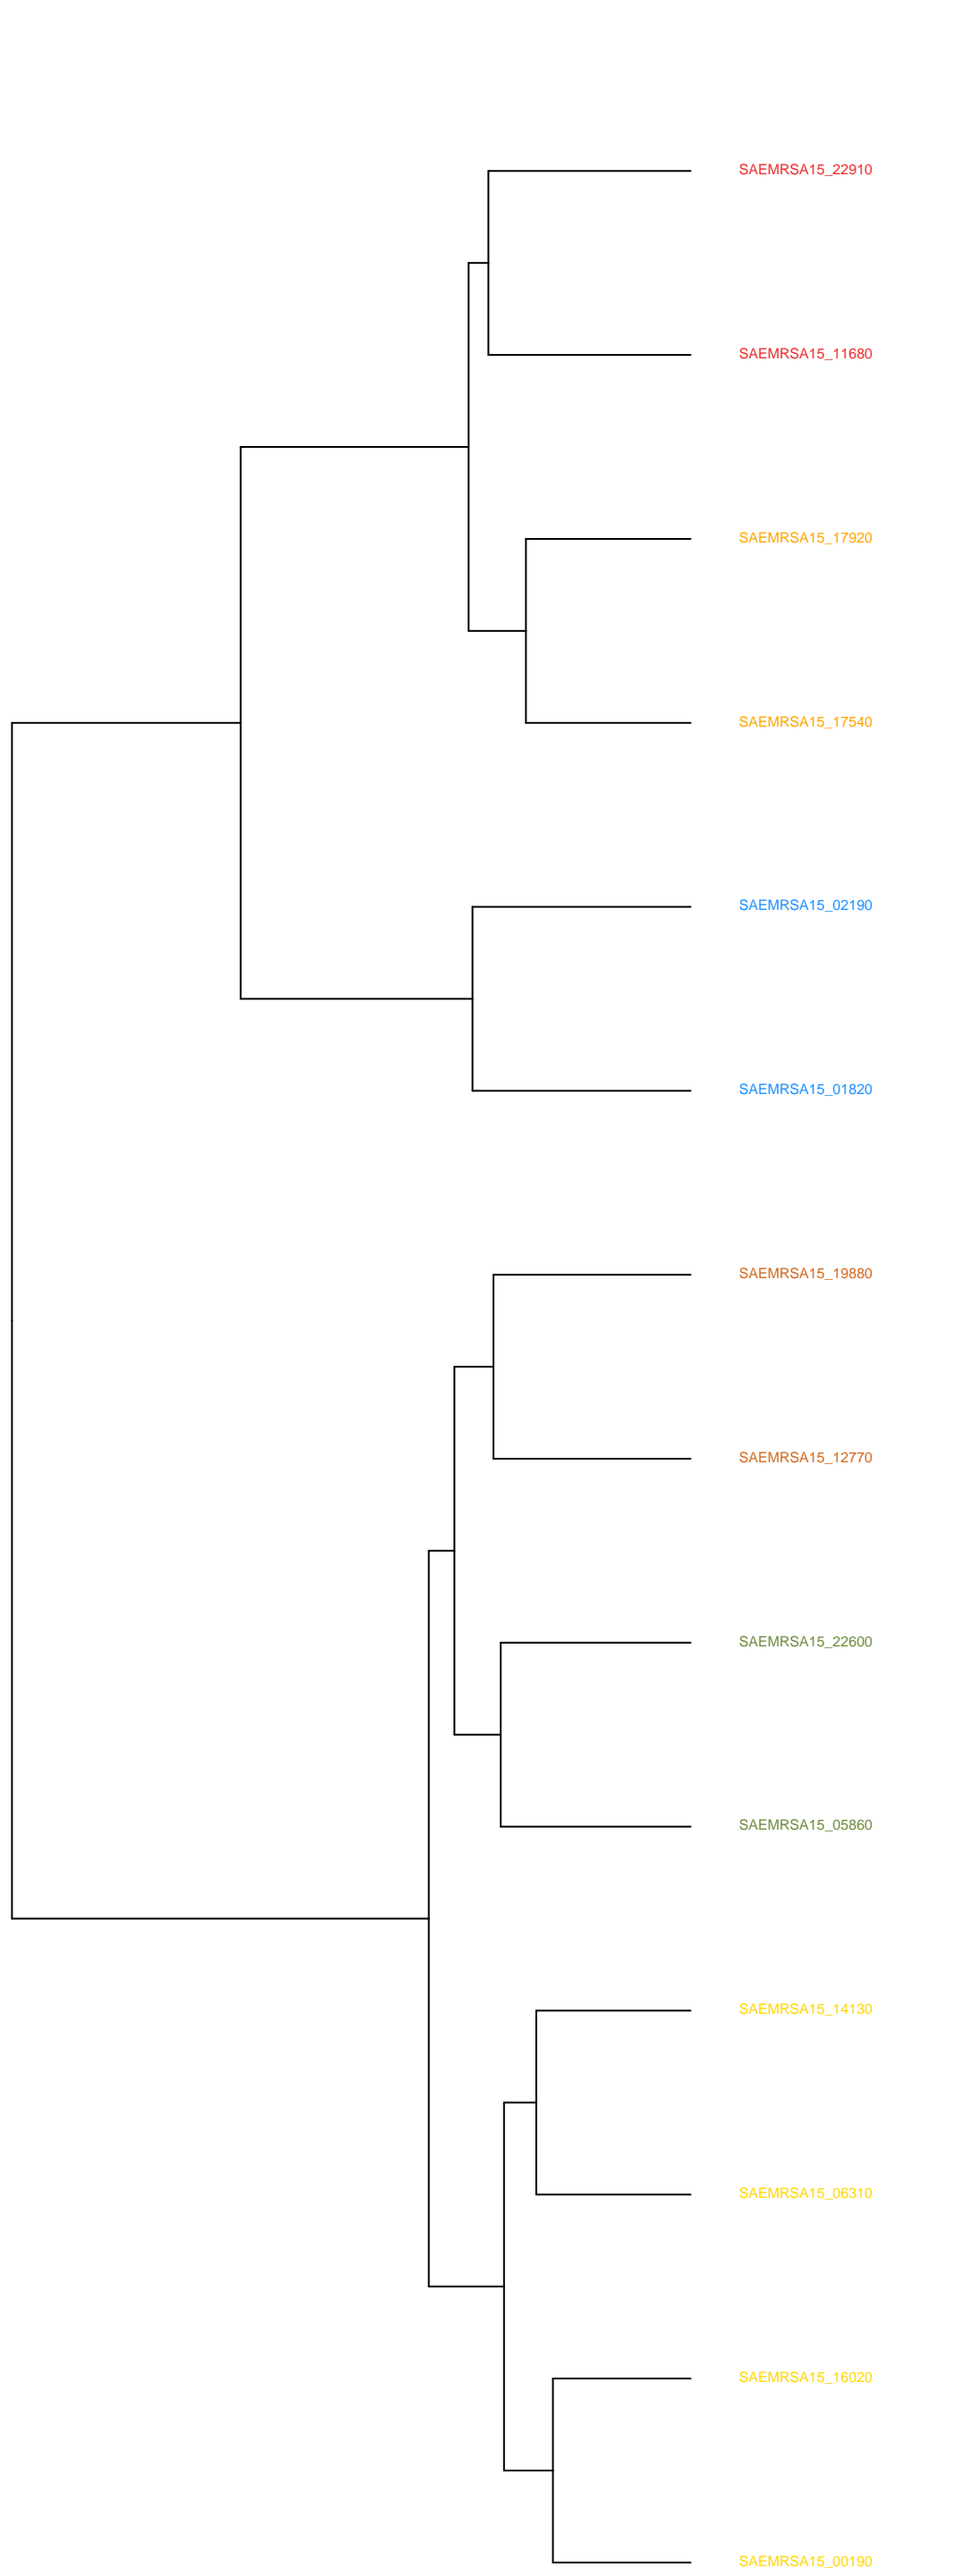 SAEMRSA15_22910
SAEMRSA15_11680
SAEMRSA15_17920
SAEMRSA15_17540
SAEMRSA15_02190
SAEMRSA15_01820
SAEMRSA15_19880
SAEMRSA15_12770
SAEMRSA15_22600
SAEMRSA15_05860
SAEMRSA15_14130
SAEMRSA15_06310
SAEMRSA15_16020
SAEMRSA15_00190